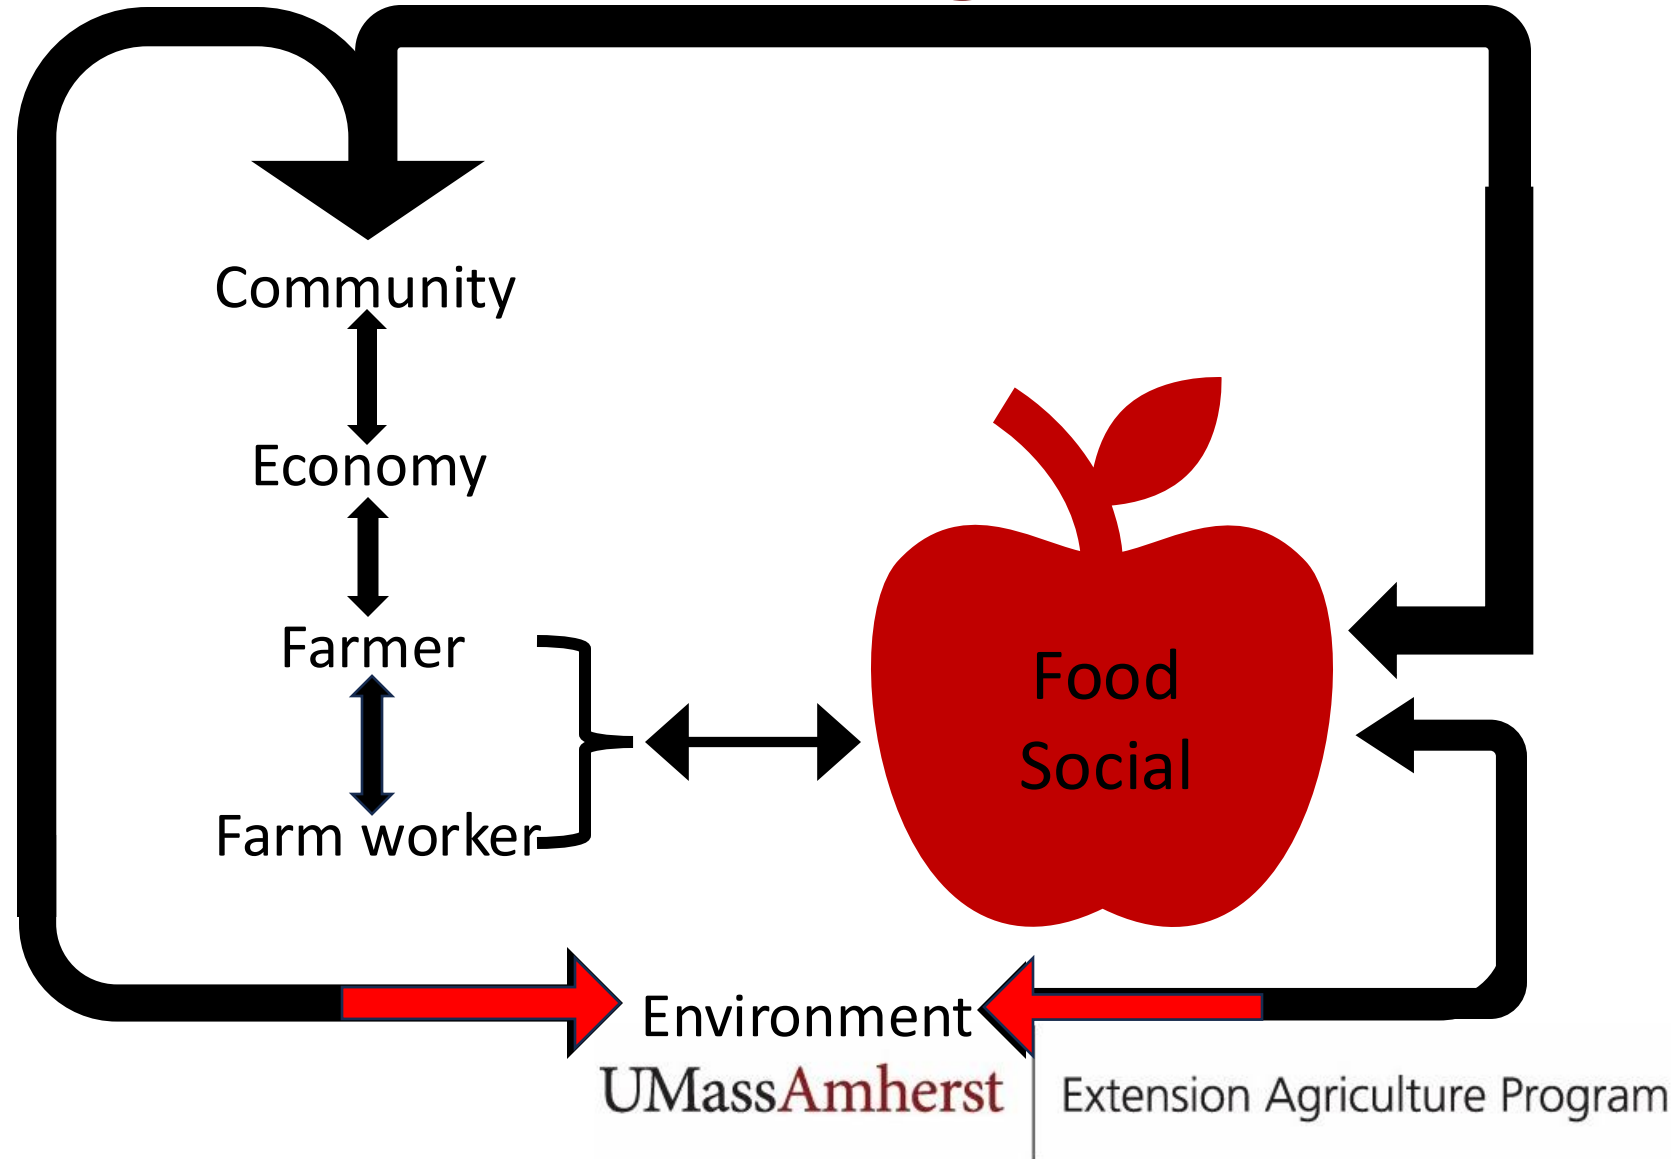 Community
Economy
Farmer
Farm worker
Food
Social
Environment
UMassAmherst
Extension Agriculture Program